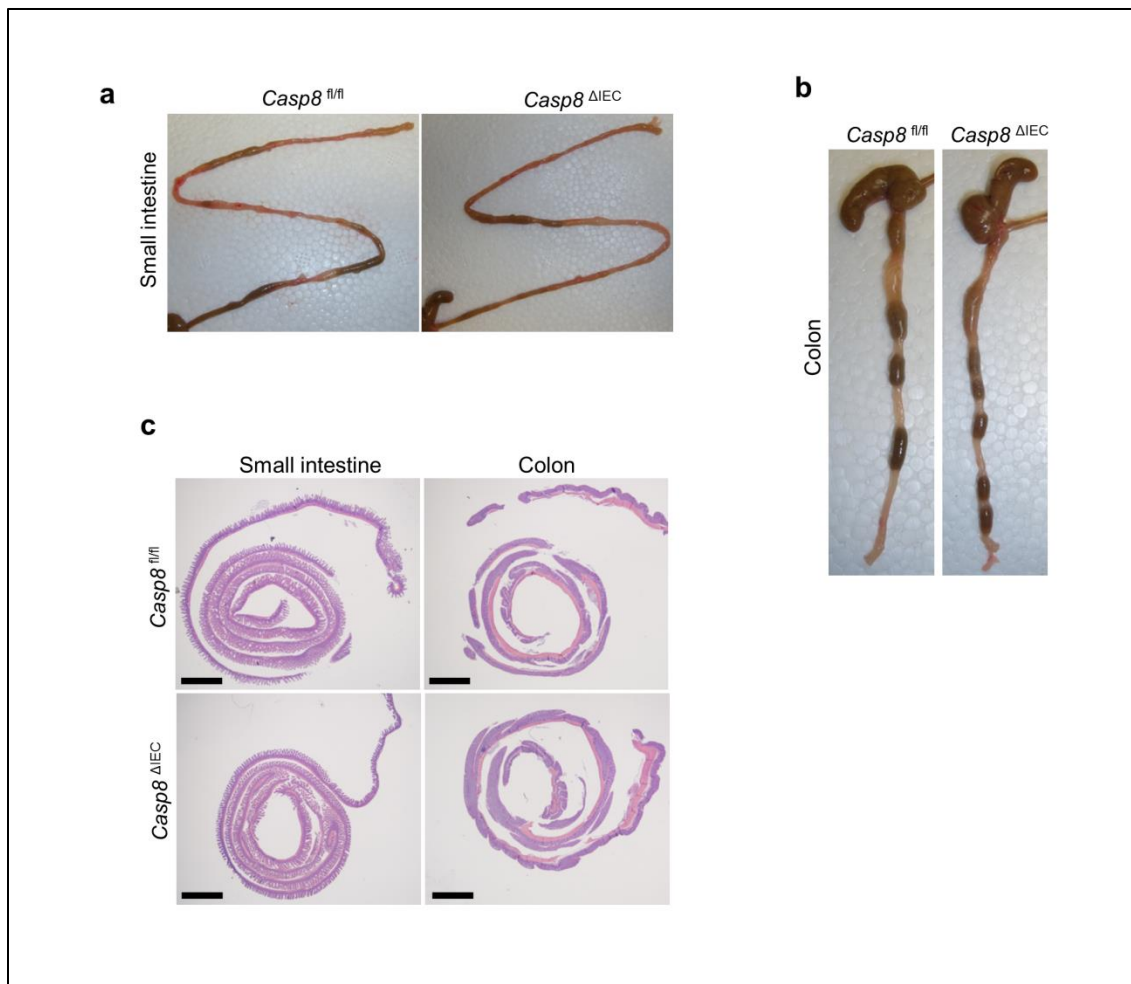 a
Casp8 fl/fl
Casp8 ΔIEC
Small intestine
b
Casp8 fl/fl
Casp8 ΔIEC
Colon
c
Small intestine
Colon
Casp8 fl/fl
Casp8 ΔIEC